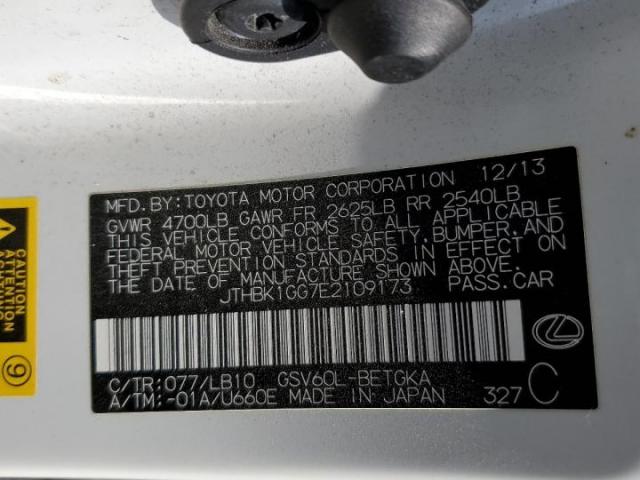 MFD.BY:TOYOTA MOTOR CORPORATION 12/13
GVWR 4700LB GAWR FR 2625LB RR 2540LB
THIS VEHICLE CONFORMS TO ALL APPLICABLE
FEDERAL MOTOR VEHICLE SAFETY,BUMPER,AND
THEFT PREVENTION STANDARDS IN EFFECT ON
THE DATE OF MANUFACTURE SHOWN ABOVE.
JTHBK1GG7E2109173 PASS.CAR
C/TR:077/LB10 GSV60L-BETGKA
A/TM:-01A/U660E MADE IN JAPAN 327 C
CAUTION
ATTENTION
9